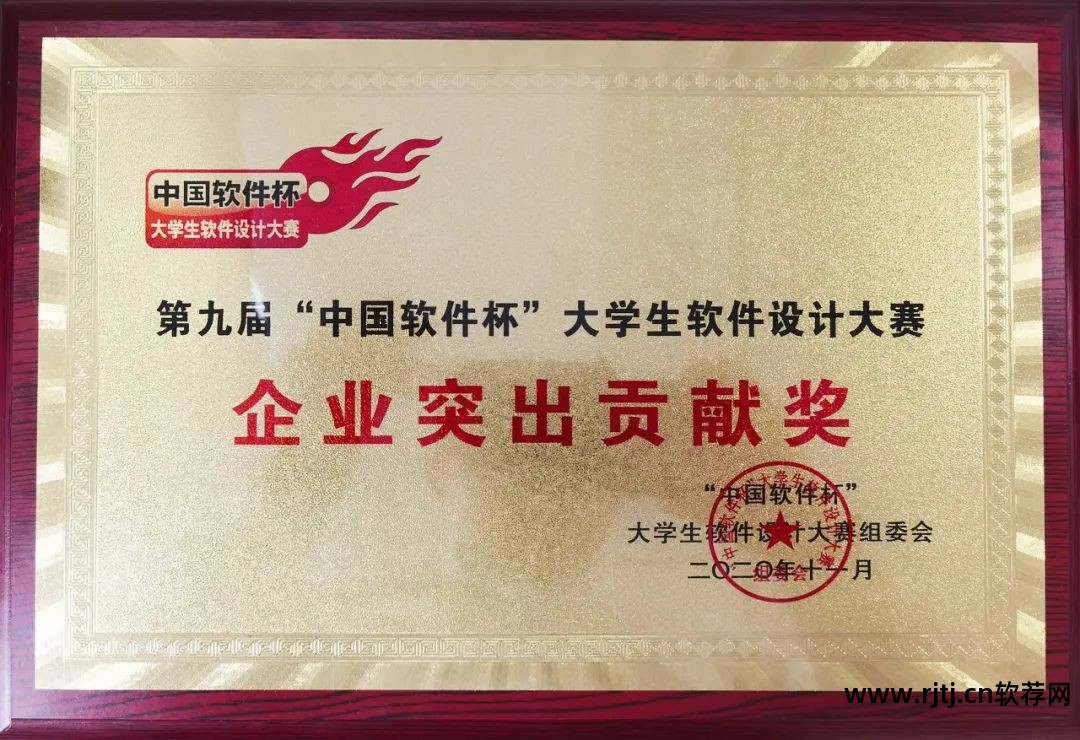 中国软件杯
大学生软件设计大赛
第九届“中国软件杯”大学生软件设计大赛
企业突出贡献奖
“中国软件杯”
大学生软件设计大赛组委会
二〇二〇年十一月
组委会
www.rjtj.cn软荐网